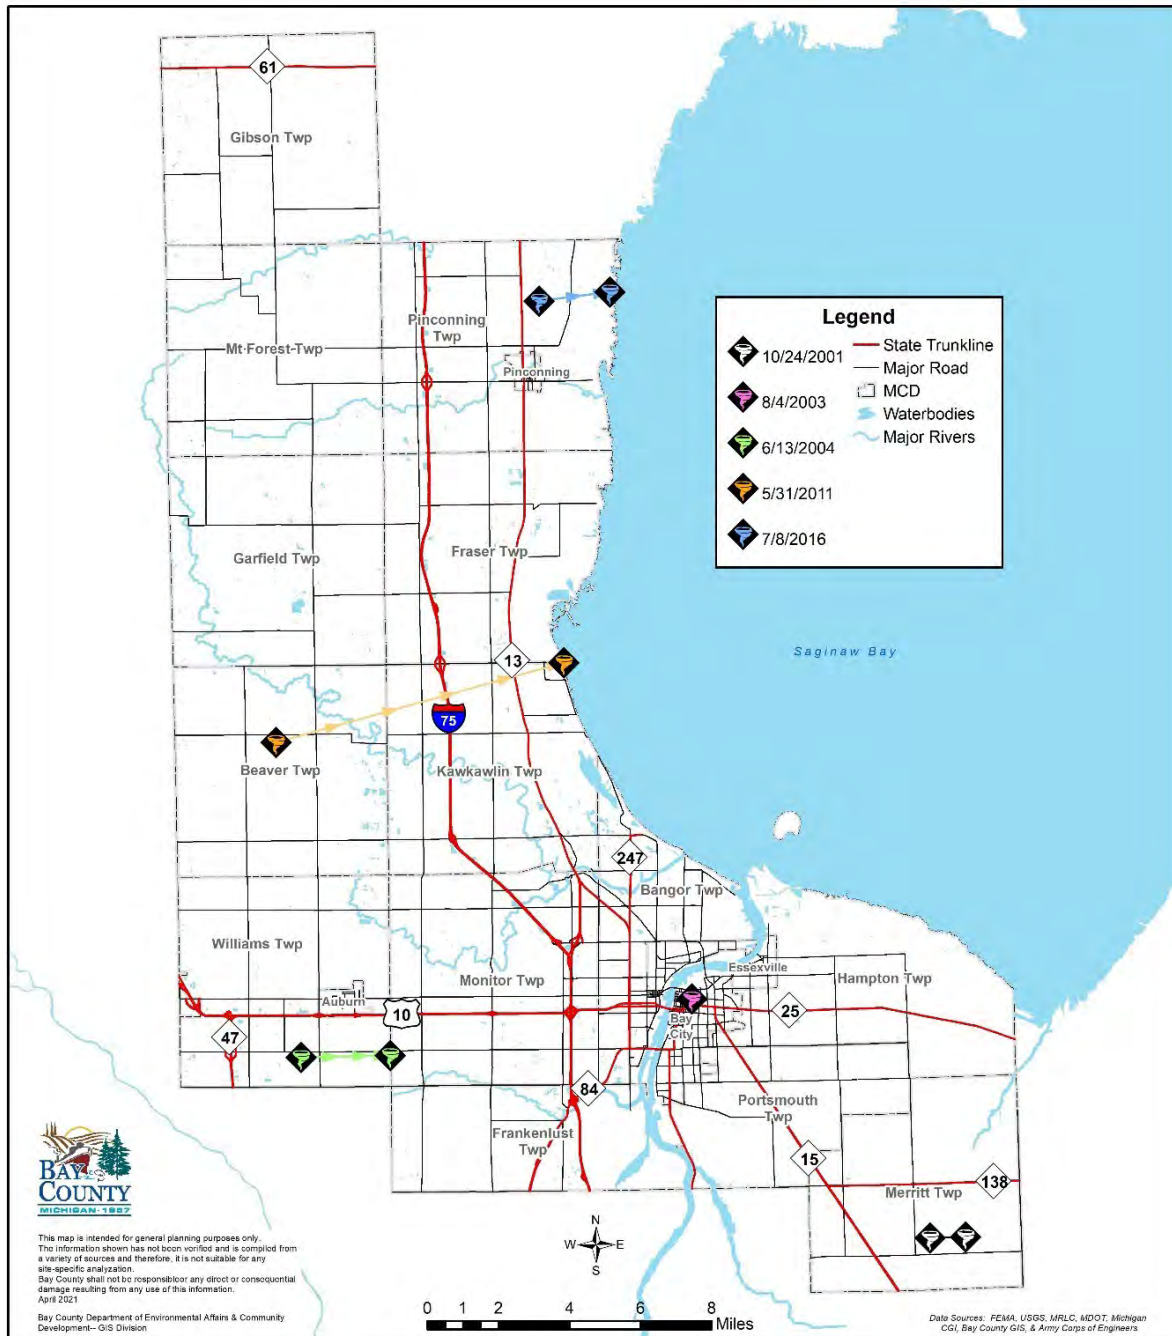 61
Gibson Twp
Pinconning
Twp
Mt Forest Twp
Pinconning
Legend
10/24/2001
8/4/2003
6/13/2004
5/31/2011
7/8/2016
State Trunkline
Major Road
MCD
Waterbodies
Major Rivers
Garfield Twp
Fraser Twp
13
Saginaw Bay
75
Beaver Twp
Kawkawlin Twp
247
Bangor Twp
Williams Twp
Monitor Twp
Essexville
Hampton Twp
Auburn
10
25
Bay
City
47
84
Portsmouth
Twp
Frankenlust
Twp
15
138
Merritt Twp
BAY
COUNTY
MICHIGAN-1857
This map is intended for general planning purposes only.
The information shown has not been verified and is compiled from
a variety of sources and therefore, it is not suitable for any
site-specific analyzation.
Bay County shall not be responsibleor any direct or consequential
damage resulting from any use of this information.
April 2021
Bay County Department of Environmental Affairs & Community
Development-- GIS Division
N
W E
S
0 1 2 4 6 8
Miles
Data Sources: FEMA, USGS, MRLC, MDOT, Michigan
CGI, Bay County GIS, & Army Corps of Engineers